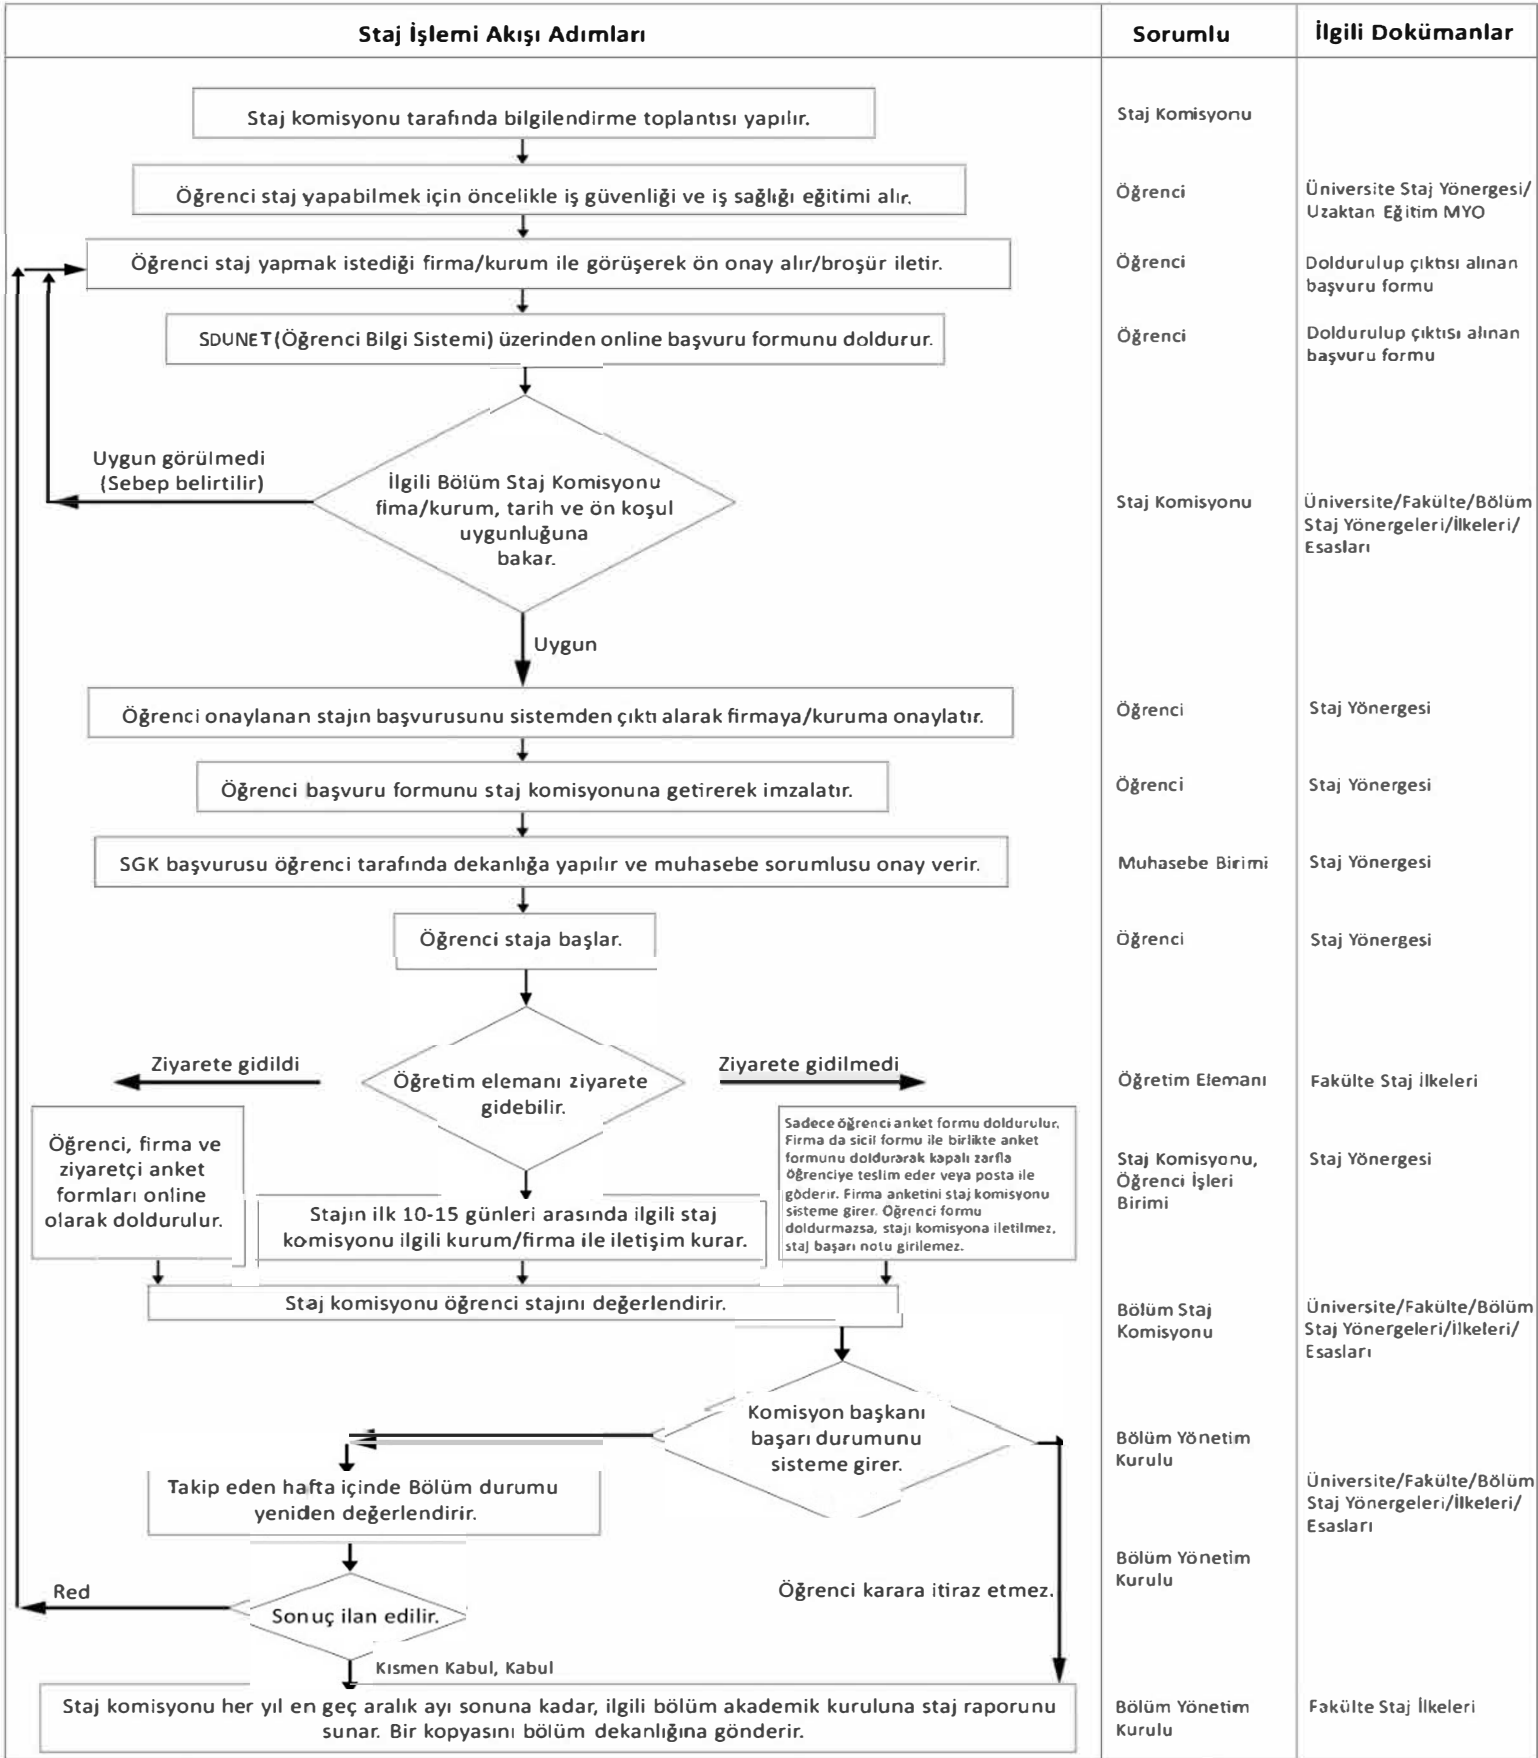 Staj İşlemi Akışı Adımları
Sorumlu
İlgili Dokümanlar
Staj komisyonu tarafında bilgilendirme toplantısı yapılır.
Staj Komisyonu
Öğrenci staj yapabilmek için öncelikle iş güvenliği ve iş sağlığı eğitimi alır.
Öğrenci
Üniversite Staj Yönergesi/
Uzaktan Eğitim MYO
Öğrenci staj yapmak istediği firma/kurum ile görüşerek ön onay alır/broşür iletir.
Öğrenci
Doldurulup çıktısı alınan
başvuru formu
SDUNET(Öğrenci Bilgi Sistemi) üzerinden online başvuru formunu doldurur.
Öğrenci
Doldurulup çıktısı alınan
başvuru formu
Uygun görülmedi
(Sebep belirtilir)
İlgili Bölüm Staj Komisyonu
fima/kurum, tarih ve ön koşul
uygunluğuna
bakar.
Staj Komisyonu
Üniversite/Fakülte/Bölüm
Staj Yönergeleri/İlkeleri/
Esasları
Uygun
Öğrenci onaylanan stajın başvurusunu sistemden çıktı alarak firmaya/kuruma onaylatır.
Öğrenci
Staj Yönergesi
Öğrenci başvuru formunu staj komisyonuna getirerek imzalatır.
Öğrenci
Staj Yönergesi
SGK başvurusu öğrenci tarafında dekanlığa yapılır ve muhasebe sorumlusu onay verir.
Muhasebe Birimi
Staj Yönergesi
Öğrenci staja başlar.
Öğrenci
Staj Yönergesi
Ziyarete gidildi
Öğretim elemanı ziyarete
gidebilir.
Ziyarete gidilmedi
Öğretim Elemanı
Fakülte Staj İlkeleri
Öğrenci, firma ve
ziyaretçi anket
formları online
olarak doldurulur.
Stajın ilk 10-15 günleri arasında ilgili staj
komisyonu ilgili kurum/firma ile iletişim kurar.
Sadece öğrenci anket formu doldurulur.
Firma da sicil formu ile birlikte anket
formunu doldurarak kapalı zarfla
Öğrenciye teslim eder veya posta ile
göderir. Firma anketini staj komisyonu
sisteme girer. Öğrenci formu
doldurmazsa, stajı komisyona iletilmez,
staj başarı notu girilemez.
Staj Komisyonu,
Öğrenci İşleri
Birimi
Staj Yönergesi
Staj komisyonu öğrenci stajını değerlendirir.
Bölüm Staj
Komisyonu
Üniversite/Fakülte/Bölüm
Staj Yönergeleri/İlkeleri/
Esasları
Komisyon başkanı
başarı durumunu
sisteme girer.
Bölüm Yönetim
Kurulu
Takip eden hafta içinde Bölüm durumu
yeniden değerlendirir.
Üniversite/Fakülte/Bölüm
Staj Yönergeleri/İlkeleri/
Esasları
Bölüm Yönetim
Kurulu
Red
Sonuç ilan edilir.
Öğrenci karara itiraz etmez.
Kısmen Kabul, Kabul
Staj komisyonu her yıl en geç aralık ayı sonuna kadar, ilgili bölüm akademik kuruluna staj raporunu
sunar. Bir kopyasını bölüm dekanlığına gönderir.
Bölüm Yönetim
Kurulu
Fakülte Staj İlkeleri